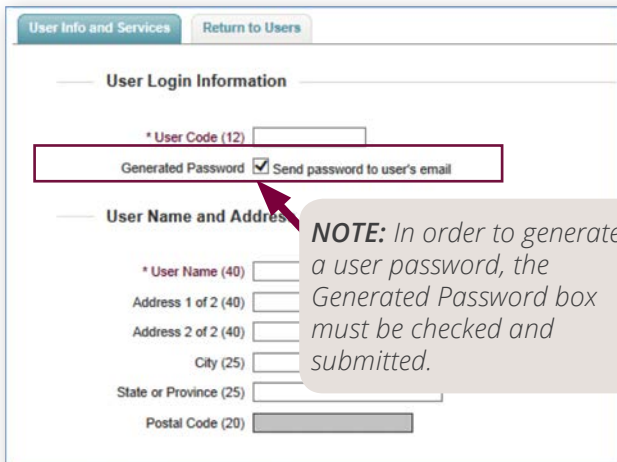 User Info and Services
Return to Users
User Login Information
* User Code (12)
Generated Password Send password to user's email
User Name and Addres
NOTE: In order to generate
a user password, the
Generated Password box
must be checked and
submitted.
* User Name (40)
Address 1 of 2 (40)
Address 2 of 2 (40)
City (25)
State or Province (25)
Postal Code (20)